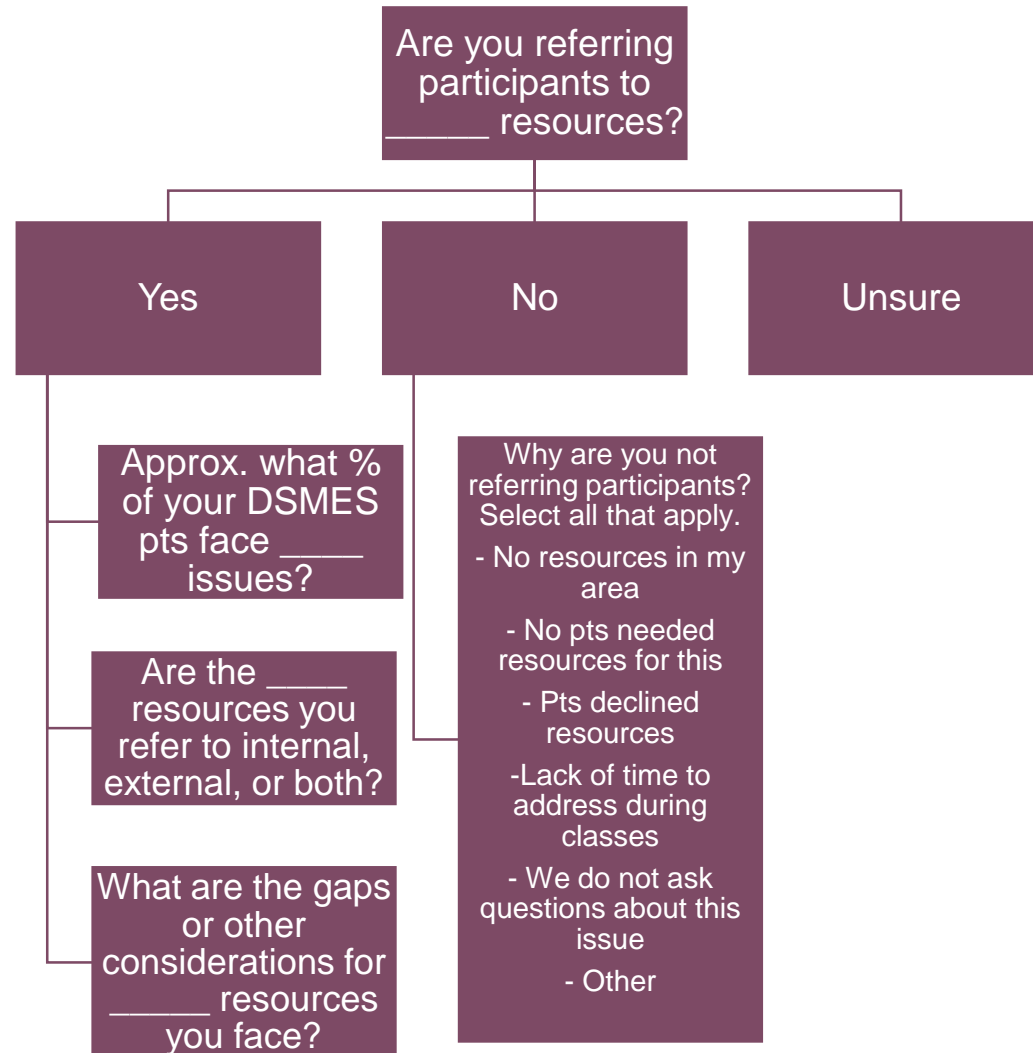 Are you referring
participants to
_____ resources?
Yes
No
Unsure
Approx. what %
of your DSMES
pts face ____
issues?
Are the ____
resources you
refer to internal,
external, or both?
What are the gaps
or other
considerations for
_____ resources
you face?
Why are you not
referring participants?
Select all that apply.
- No resources in my
area
- No pts needed
resources for this
- Pts declined
resources
-Lack of time to
address during
classes
- We do not ask
questions about this
issue
- Other